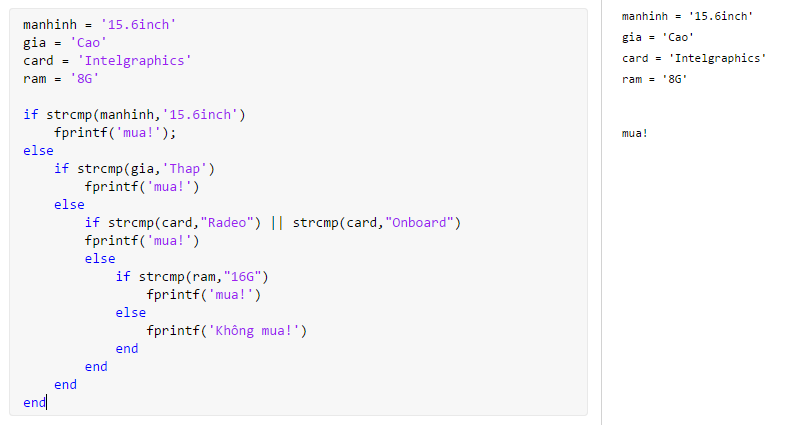 manhinh = '15.6inch'
gia = 'Cao'
card = 'Intelgraphics'
ram = '8G'
if strcmp(manhinh,'15.6inch')
fprintf('mua!');
else
if strcmp(gia,'Thap')
fprintf('mua!')
else
if strcmp(card,"Radeo") || strcmp(card,"Onboard")
fprintf('mua!')
else
if strcmp(ram,"16G")
fprintf('mua!')
else
fprintf('Không mua!')
end
end
end
end
manhinh = '15.6inch'
gia = 'Cao'
card = 'Intelgraphics'
ram = '8G'
mua!